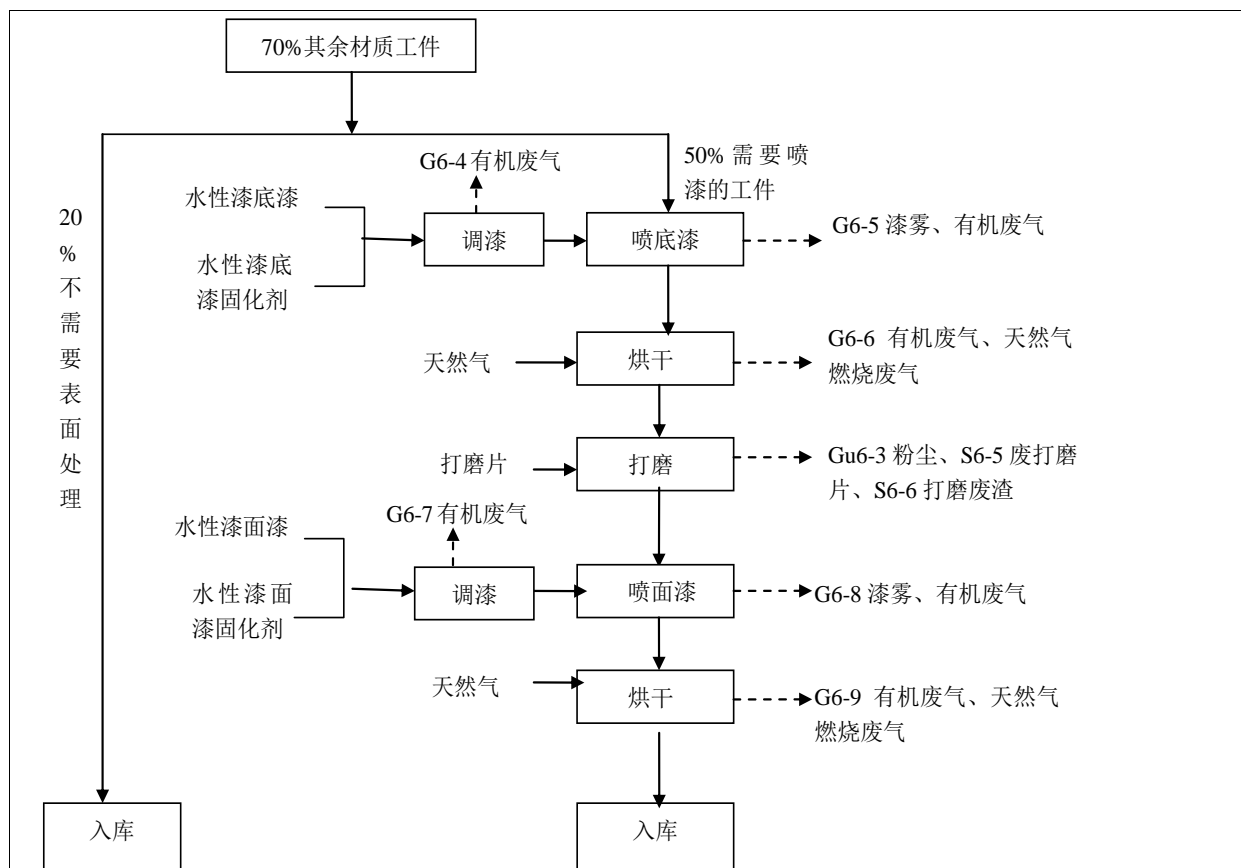 70%其余材质工件
50%需要喷
漆的工件
G6-4有机废气
水性漆底漆
调漆
喷底漆
G6-5漆雾、有机废气
水性漆底
漆固化剂
20
%
不
需
要
表
面
处
理
天然气
烘干
G6-6 有机废气、天然气
燃烧废气
打磨片
打磨
Gu6-3粉尘、S6-5废打磨
片、S6-6打磨废渣
G6-7有机废气
水性漆面漆
调漆
喷面漆
G6-8漆雾、有机废气
水性漆面
漆固化剂
天然气
烘干
G6-9 有机废气、天然气
燃烧废气
入库
入库